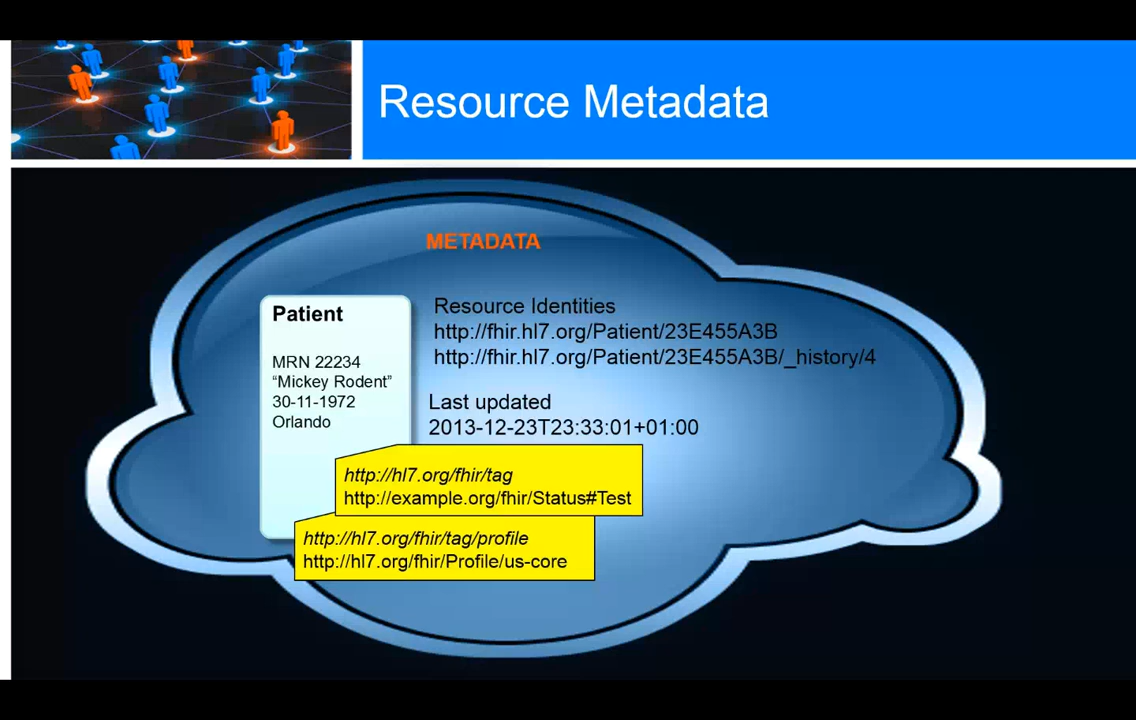 Resource Metadata
METADATA
Patient
MRN 22234
“Mickey Rodent”
30-11-1972
Orlando
Resource Identities
http://fhir.hl7.org/Patient/23E455A3B
http://fhir.hl7.org/Patient/23E455A3B/_history/4
Last updated
2013-12-23T23:33:01+01:00
http://hl7.org/fhir/tag
http://example.org/fhir/Status#Test
http://hl7.org/fhir/tag/profile
http://hl7.org/fhir/Profile/us-core